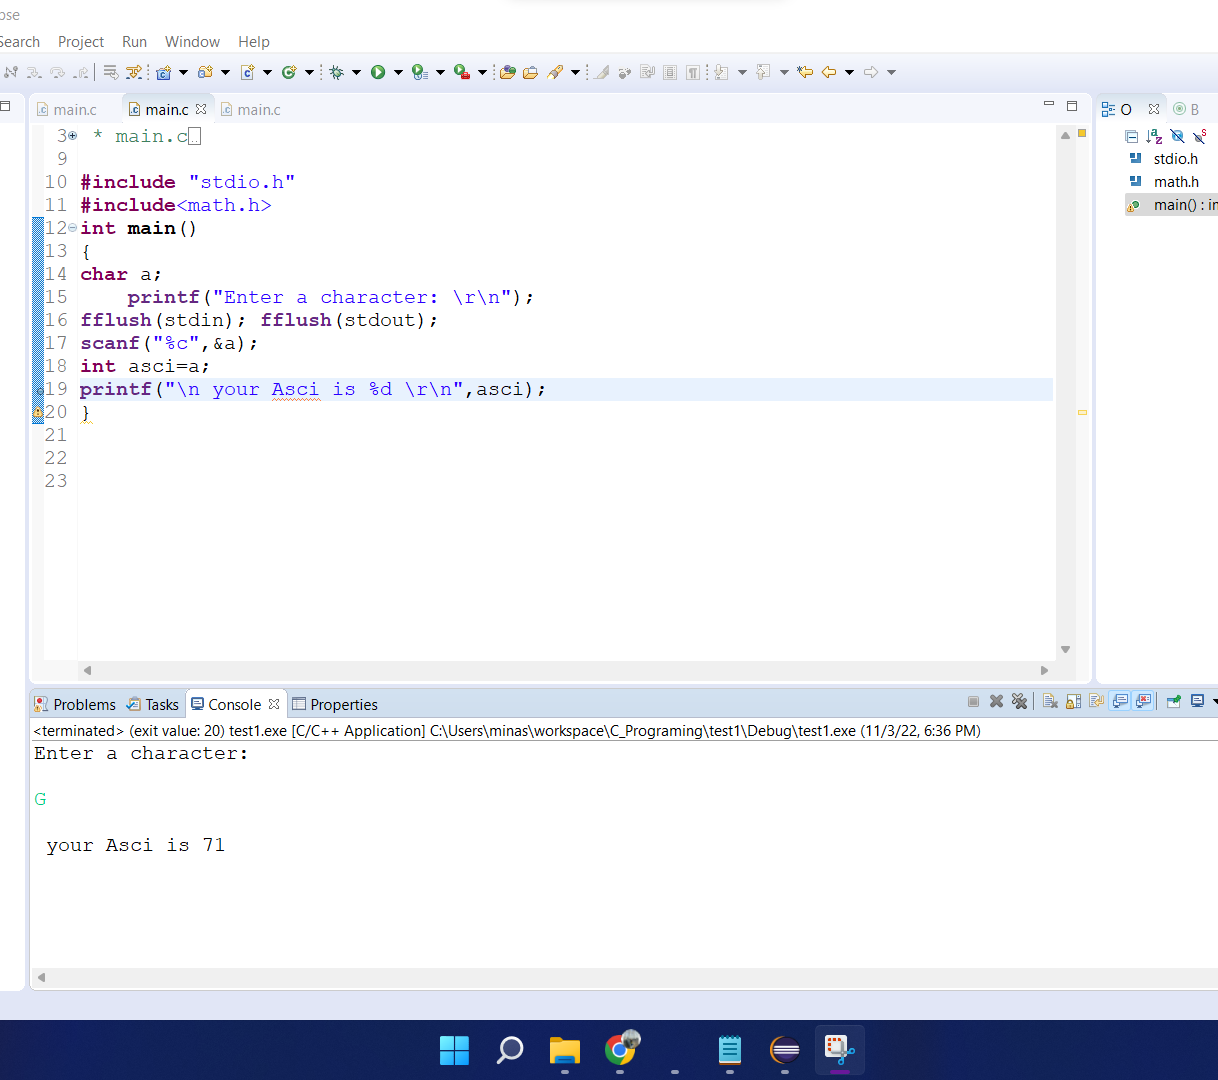 ose
Search Project Run Window Help
main.c main.c main.c
O B
3 * main.c
9
10 #include "stdio.h"
11 #include<math.h>
12 int main()
13 {
14 char a;
15 printf("Enter a character: \r\n");
16 fflush(stdin); fflush(stdout);
17 scanf("%c",&a);
18 int asci=a;
19 printf("\n your Asci is %d \r\n",asci);
20 }
21
22
23
stdio.h
math.h
main() : in
Problems Tasks Console Properties
<terminated> (exit value: 20) test1.exe [C/C++ Application] C:\Users\minas\workspace\C_Programing\test1\Debug\test1.exe (11/3/22, 6:36 PM)
Enter a character:
G
your Asci is 71